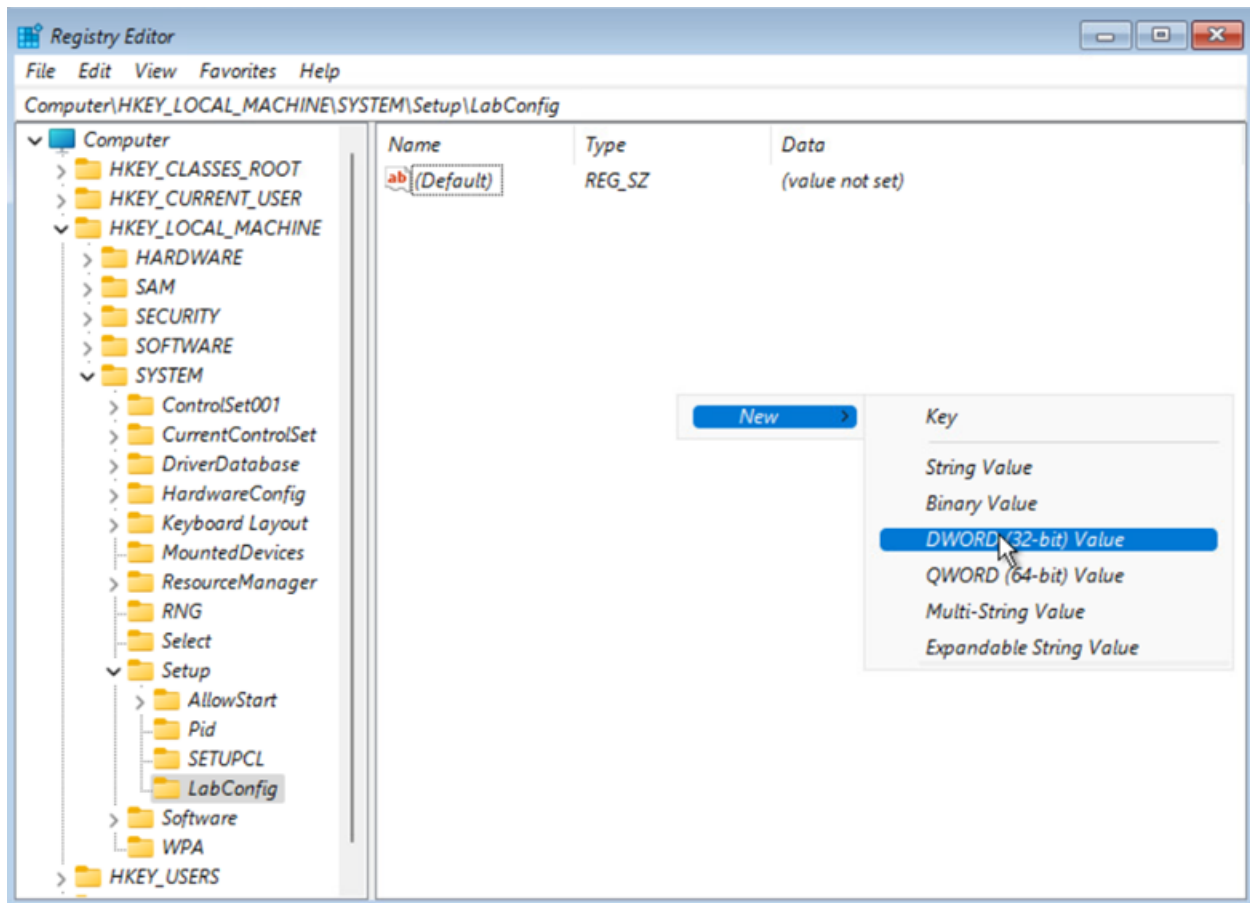 Registry Editor
File Edit View Favorites Help
Computer\HKEY_LOCAL_MACHINE\SYSTEM\Setup\LabConfig
Computer
HKEY_CLASSES_ROOT
HKEY_CURRENT_USER
HKEY_LOCAL_MACHINE
HARDWARE
SAM
SECURITY
SOFTWARE
SYSTEM
ControlSet001
CurrentControlSet
DriverDatabase
HardwareConfig
Keyboard Layout
MountedDevices
ResourceManager
RNG
Select
Setup
AllowStart
Pid
SETUPCL
LabConfig
Software
WPA
HKEY_USERS
Name Type Data
ab (Default) REG_SZ (value not set)
New
Key
String Value
Binary Value
DWORD (32-bit) Value
QWORD (64-bit) Value
Multi-String Value
Expandable String Value